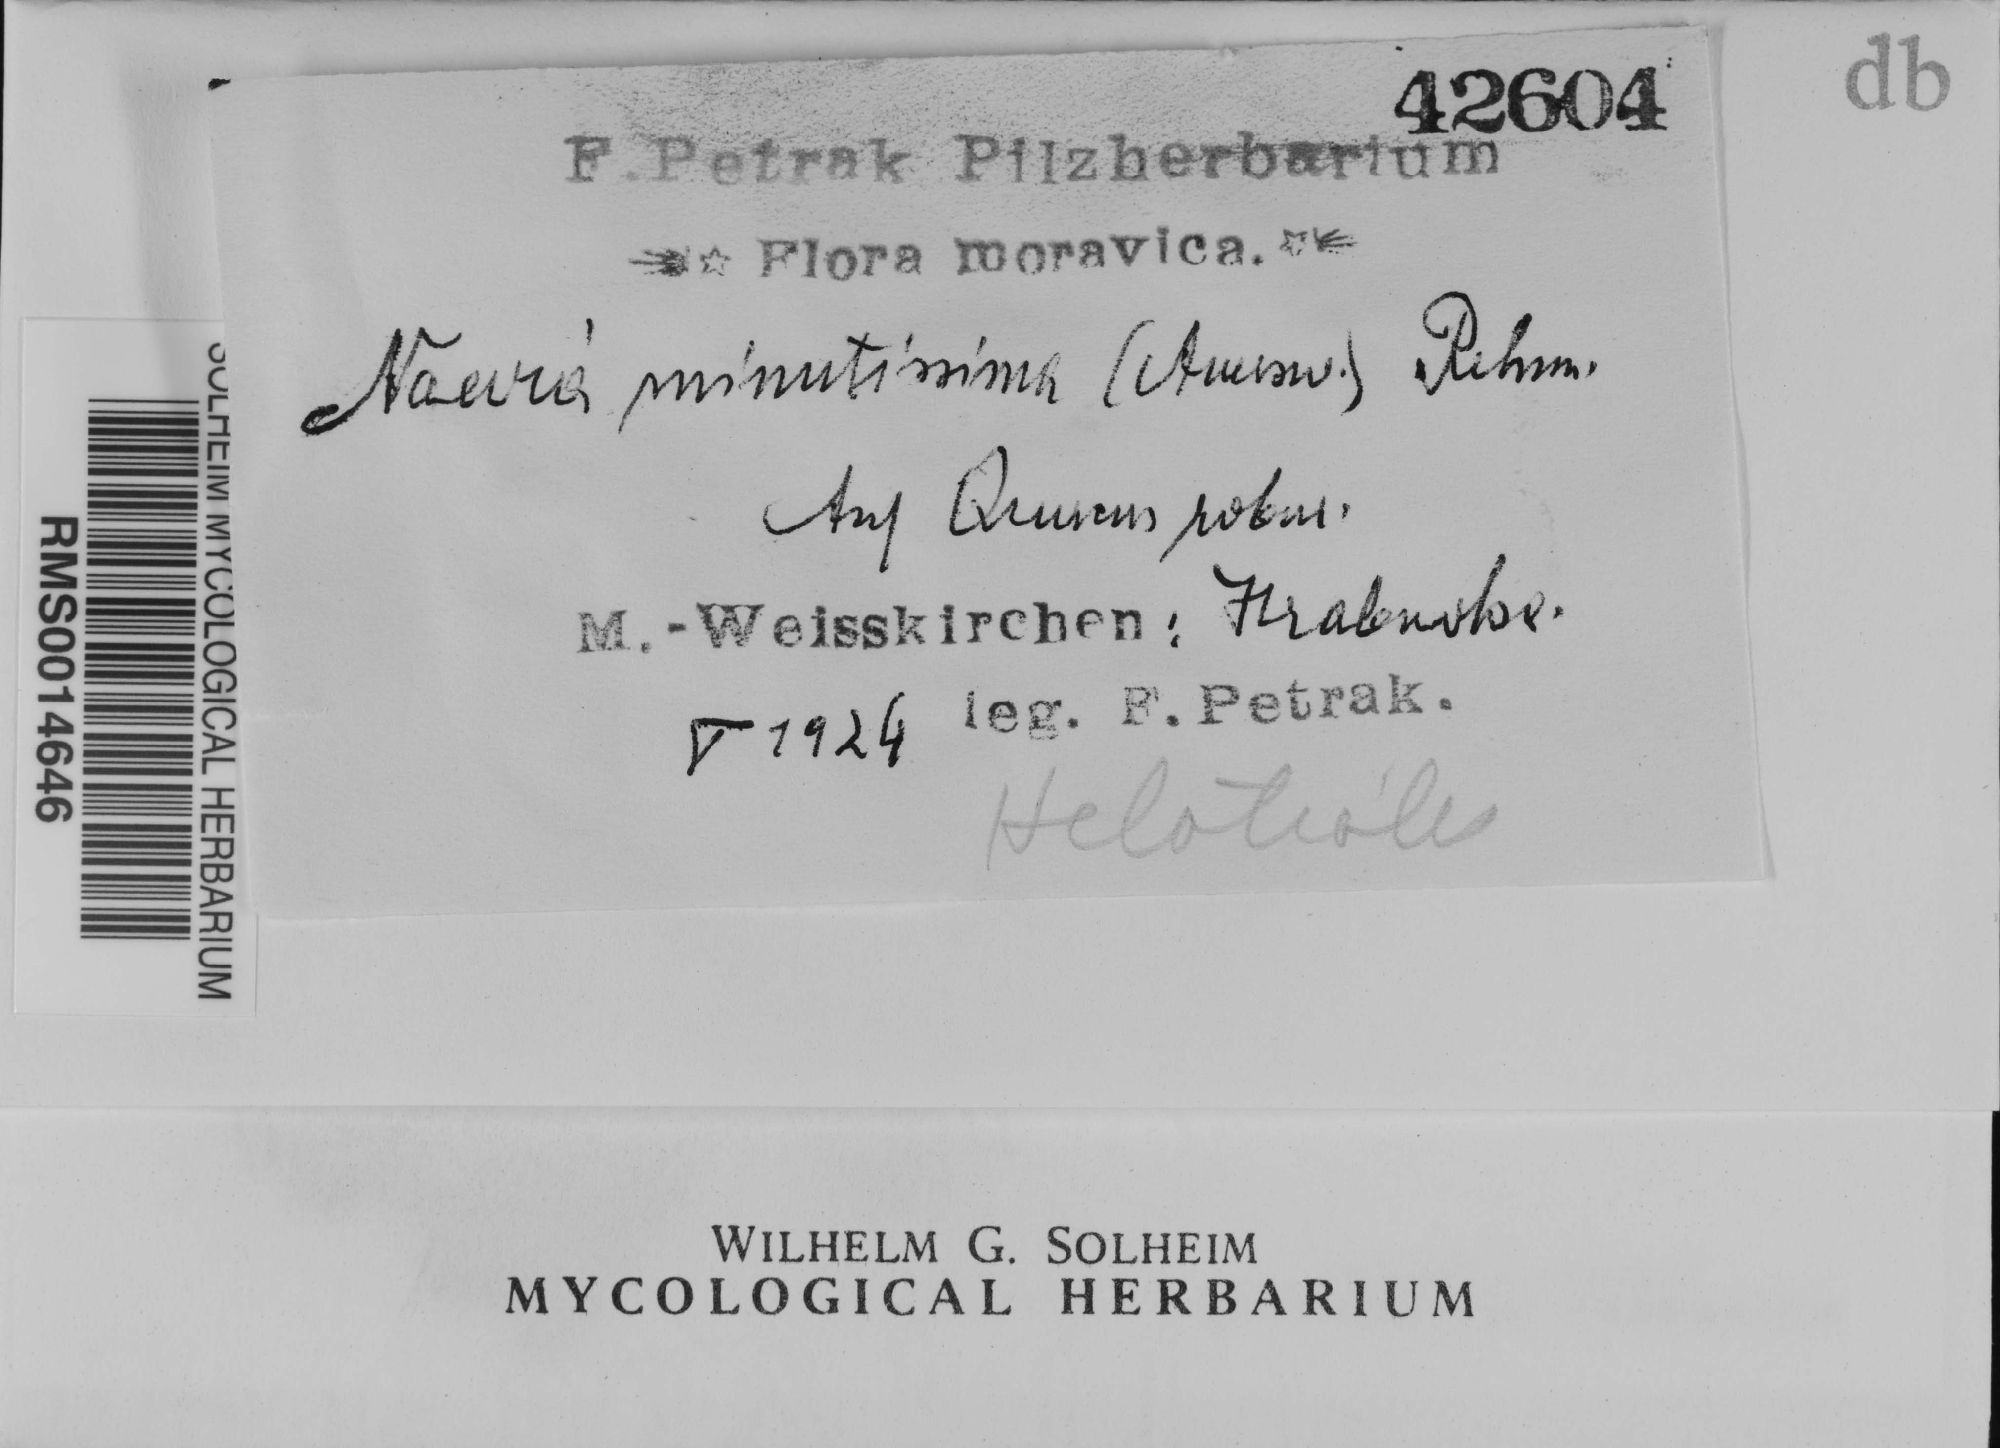 42604
db
F. Petrak Pilzherbarium
Flora moravica.
Naevia minutissima (Auersw.) Rehm.
Auf Quercus robur.
M.-Weisskirchen: Hrabuvka.
V 1924 leg. F. Petrak.
Helotiales
SOLHEIM MYCOLOGICAL HERBARIUM
RMS0014646
WILHELM G. SOLHEIM
MYCOLOGICAL HERBARIUM